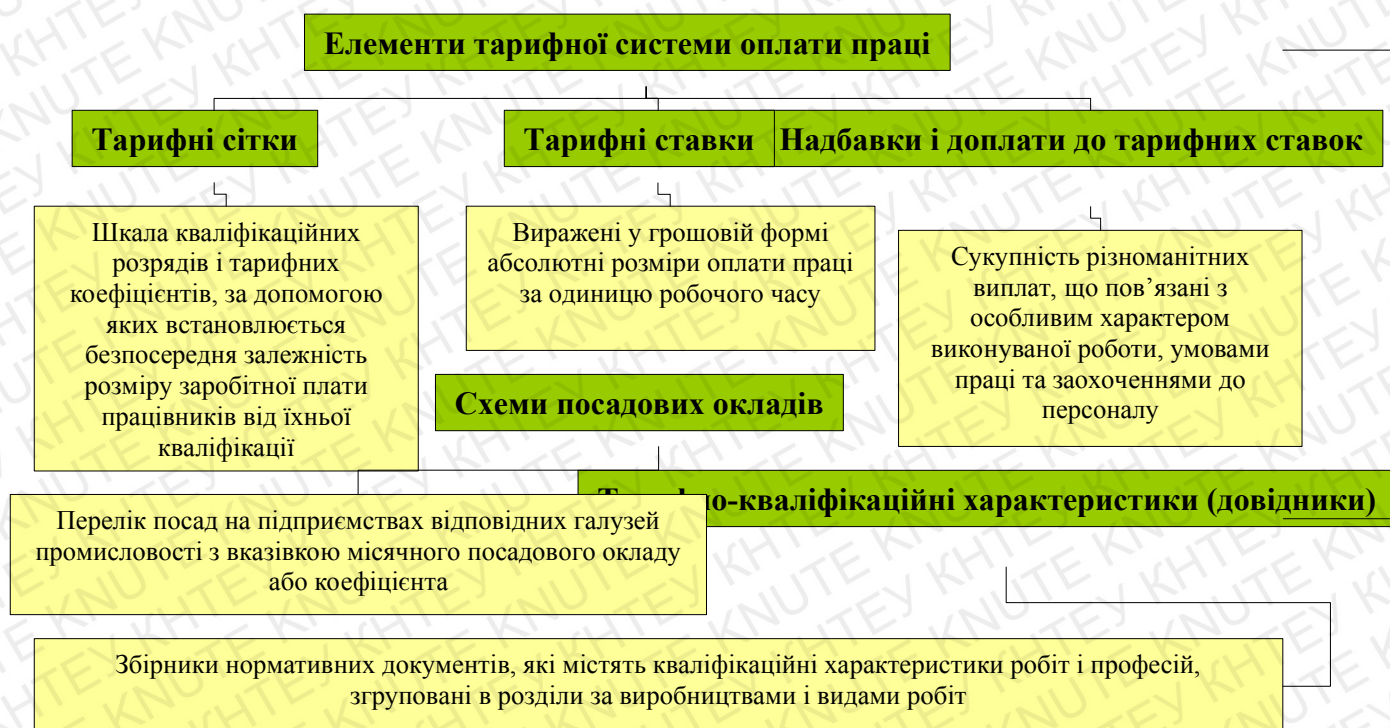 Елементи тарифної системи оплати праці
Тарифні сітки
Тарифні ставки
Надбавки і доплати до тарифних ставок
Шкала кваліфікаційних
розрядів і тарифних
коефіцієнтів, за допомогою
яких встановлюється
безпосередня залежність
розміру заробітної плати
працівників від їхньої
кваліфікації
Виражені у грошовій формі
абсолютні розміри оплати праці
за одиницю робочого часу
Сукупність різноманітних
виплат, що пов’язані з
особливим характером
виконуваної роботи, умовами
праці та заохоченнями до
персоналу
Схеми посадових окладів
-кваліфікаційні характеристики (довідники)
Перелік посад на підприємствах відповідних галузей
промисловості з вказівкою місячного посадового окладу
або коефіцієнта
Збірники нормативних документів, які містять кваліфікаційні характеристики робіт і професій,
згруповані в розділи за виробництвами і видами робіт